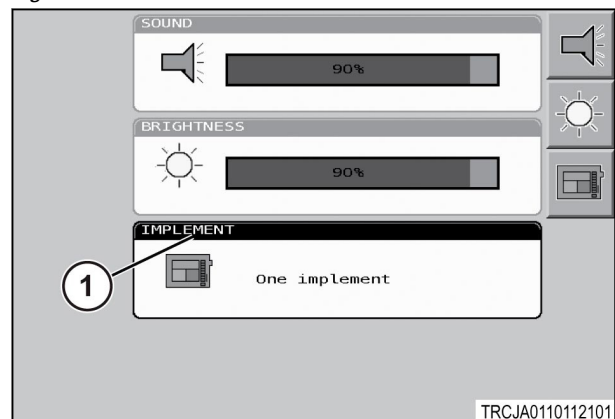 SOUND
90%
BRIGHTNESS
90%
IMPLEMENT
1
One implement
TRCJA0110112101